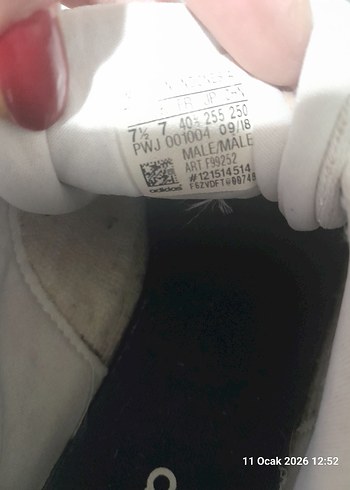 7½ 7 40⅔ 255 250
PWJ 001004 09/18
MALE/MALE
ART F99252
#121514514
adidas
11 Ocak 2026 12:52